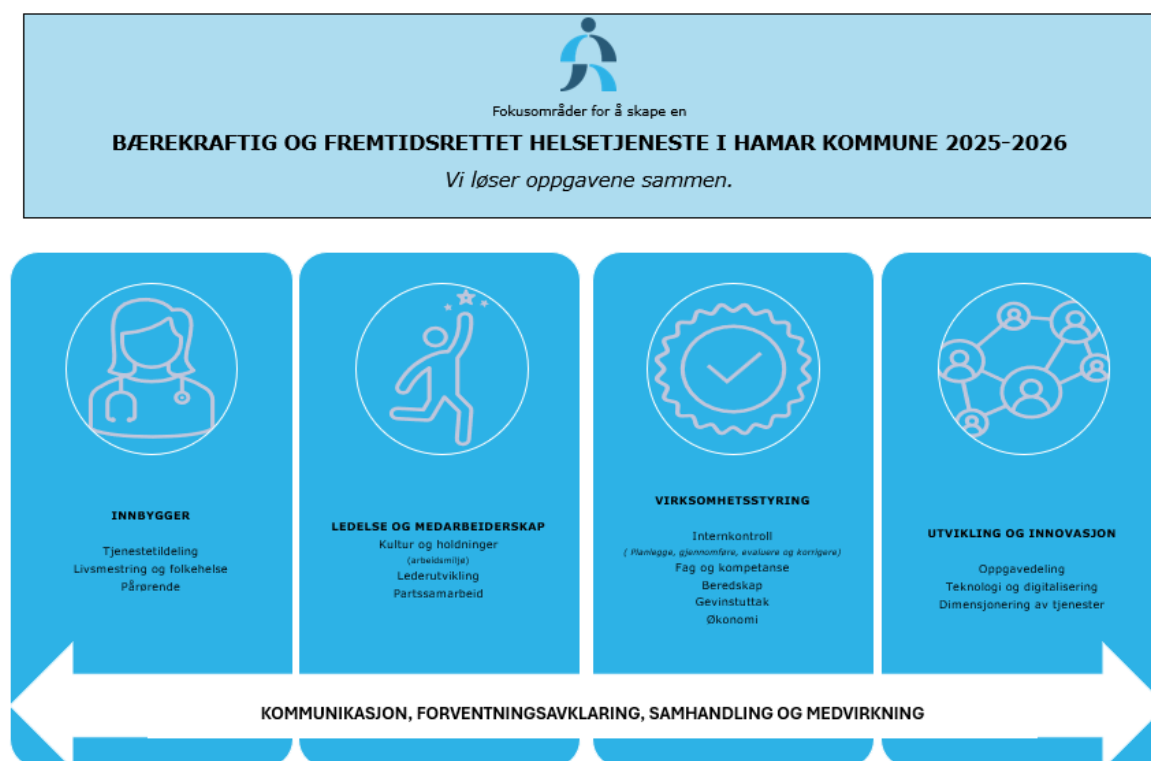 Fokusområder for å skape en
BÆREKRAFTIG OG FREMTIDSRETTET HELSETJENESTE I HAMAR KOMMUNE 2025-2026
Vi løser oppgavene sammen.
INNBYGGER
Tjenestetildeling
Livsmestring og folkehelse
Pårørende
LEDELSE OG MEDARBEIDERSKAP
Kultur og holdninger
(arbeidsmiljø)
Lederutvikling
Partssamarbeid
VIRKSOMHETSSTYRING
Internkontroll
( Planlegge, gjennomføre, evaluere og korrigere)
Fag og kompetanse
Beredskap
Gevinstuttak
Økonomi
UTVIKLING OG INNOVASJON
Oppgavedeling
Teknologi og digitalisering
Dimensjonering av tjenester
KOMMUNIKASJON, FORVENTNINGSAVKLARING, SAMHANDLING OG MEDVIRKNING